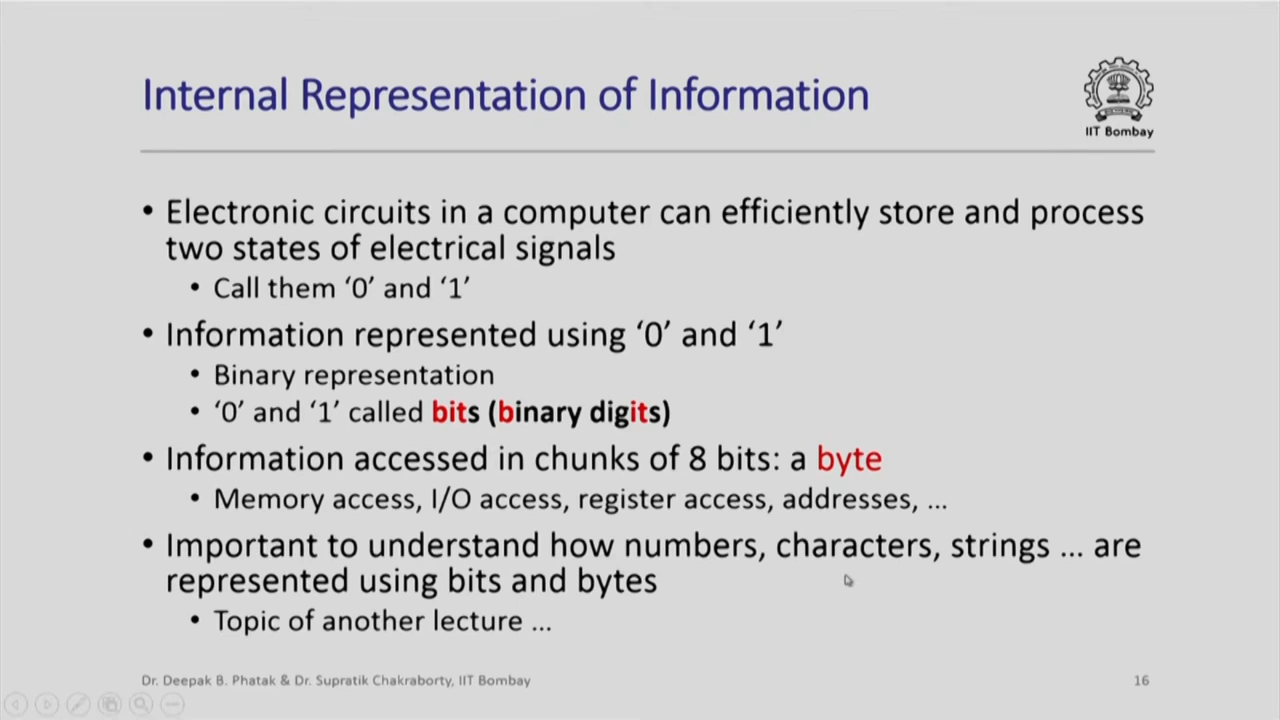 Internal Representation of Information
IIT Bombay
• Electronic circuits in a computer can efficiently store and process
two states of electrical signals
• Call them ‘0’ and ‘1’
• Information represented using ‘0’ and ‘1’
• Binary representation
• ‘0’ and ‘1’ called bits (binary digits)
• Information accessed in chunks of 8 bits: a byte
• Memory access, I/O access, register access, addresses, ...
• Important to understand how numbers, characters, strings ... are
represented using bits and bytes
• Topic of another lecture ...
Dr. Deepak B. Phatak & Dr. Supratik Chakraborty, IIT Bombay
16